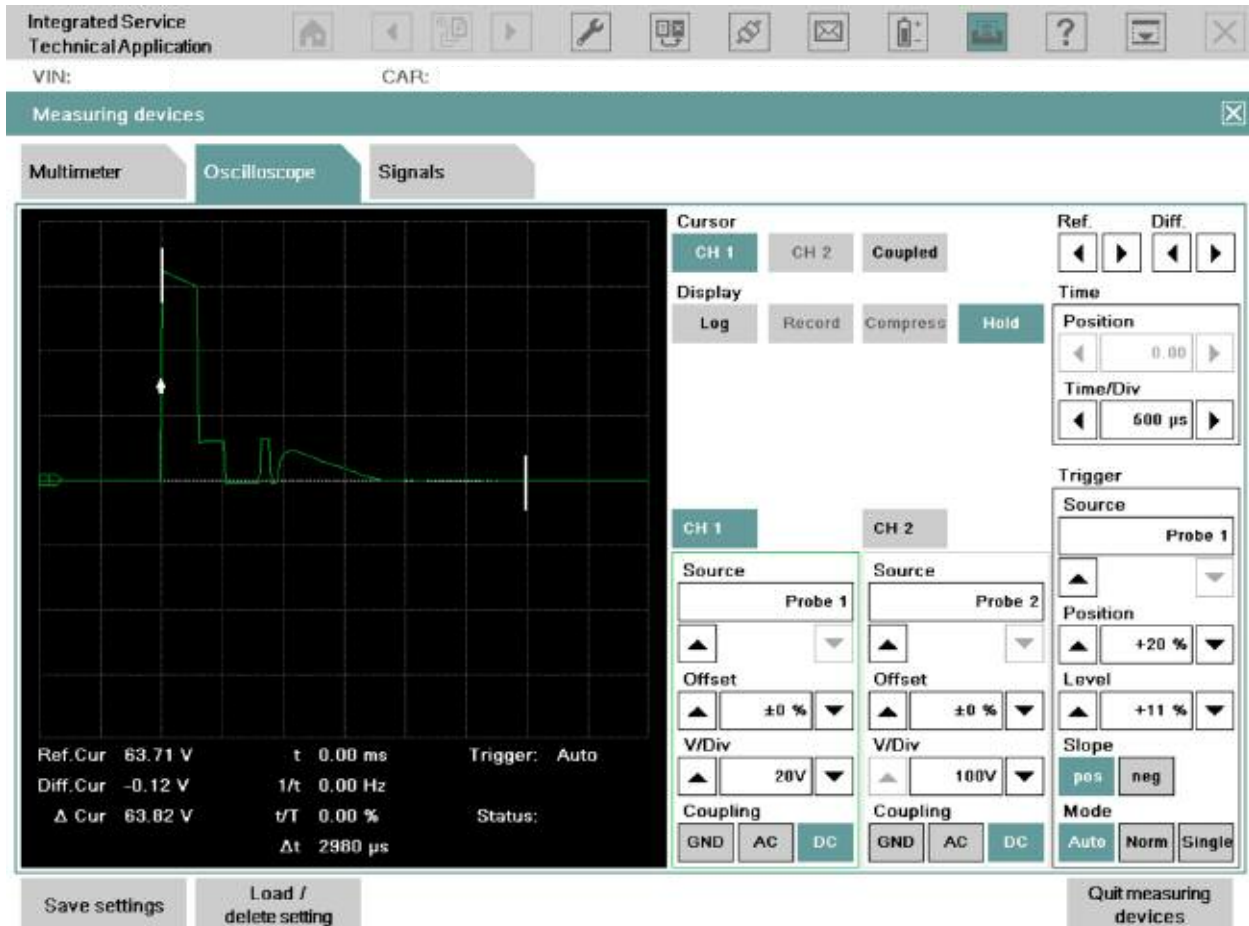 Integrated Service
Technical Application
VIN:
CAR:
Measuring devices
Multimeter
Oscilloscope
Signals
Cursor
CH 1
CH 2
Coupled
Ref.
Diff.
Display
Log
Record
Compress
Hold
Time
Position
0.00
Time/Div
500 µs
Trigger
Source
Probe 1
Position
+20 %
Level
+11 %
Slope
pos
neg
Mode
Auto
Norm
Single
CH 1
Source
Probe 1
Offset
±0 %
V/Div
20V
Coupling
GND
AC
DC
CH 2
Source
Probe 2
Offset
±0 %
V/Div
100V
Coupling
GND
AC
DC
Ref.Cur 63.71 V
Diff.Cur -0.12 V
Δ Cur 63.82 V
t 0.00 ms
1/t 0.00 Hz
t/T 0.00 %
Δt 2980 µs
Trigger: Auto
Status:
Save settings
Load /
delete setting
Quit measuring
devices